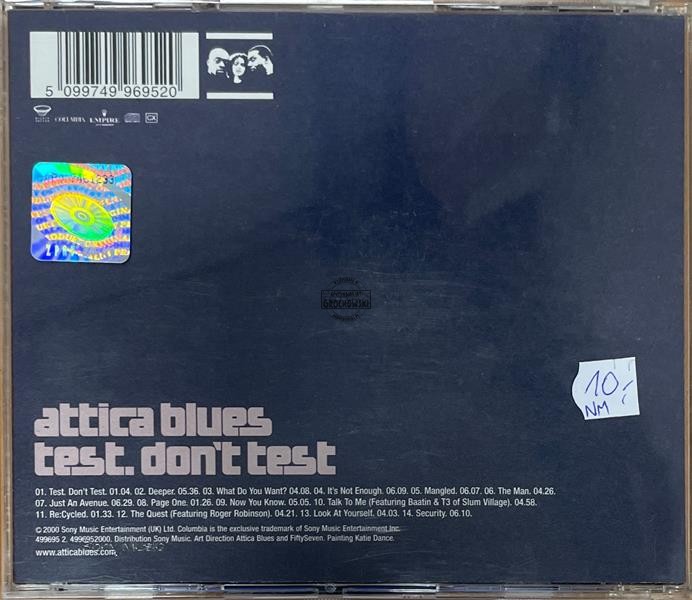 5 099749 969520
COLUMBIA
GROCHOWSKI
10,-
NM
attica blues
test. don't test
01. Test. Don't Test. 01.04. 02. Deeper. 05.36. 03. What Do You Want? 04.08. 04. It's Not Enough. 06.09. 05. Mangled. 06.07. 06. The Man. 04.26.
07. Just An Avenue. 06.29. 08. Page One. 01.26. 09. Now You Know. 05.05. 10. Talk To Me (Featuring Baatin & T3 of Slum Village). 04.58.
11. Re:Cycled. 01.33. 12. The Quest (Featuring Roger Robinson). 04.21. 13. Look At Yourself. 04.03. 14. Security. 06.10.
© 2000 Sony Music Entertainment (UK) Ltd. Columbia is the exclusive trademark of Sony Music Entertainment Inc.
499695 2. 4996952000. Distribution Sony Music. Art Direction Attica Blues and FiftySeven. Painting Katie Dance.
www.atticablues.com